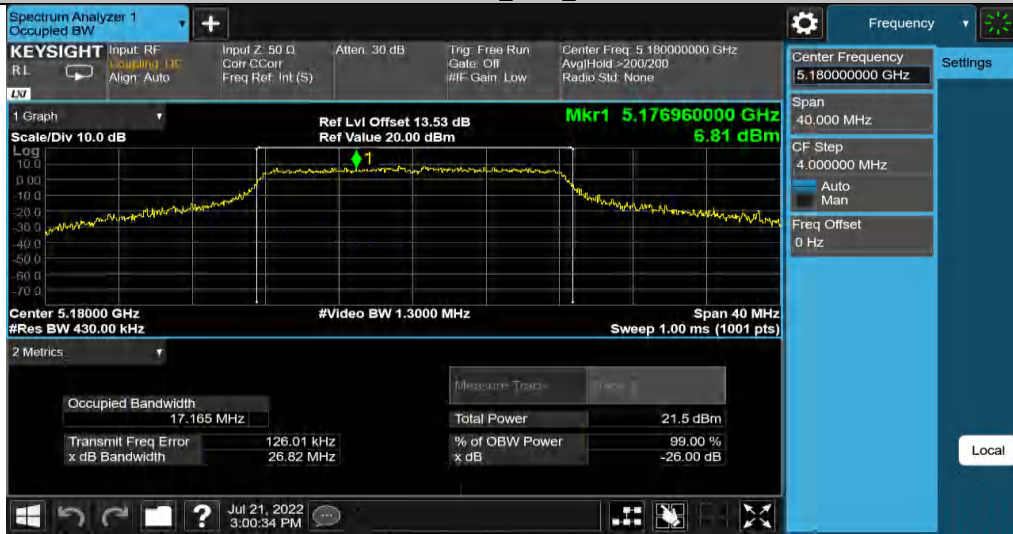 Spectrum Analyzer 1
Occupied BW
Frequency
KEYSIGHT
RL
LXI
Input: RF
Coupling: DC
Align: Auto
Input Z: 50 Ω
Corr CCorr
Freq Ref: Int (S)
Atten: 30 dB
Trig: Free Run
Gate: Off
#IF Gain: Low
Center Freq: 5.180000000 GHz
Avg|Hold:>200/200
Radio Std: None
1 Graph
Scale/Div 10.0 dB
Ref Lvl Offset 13.53 dB
Ref Value 20.00 dBm
Mkr1 5.176960000 GHz
6.81 dBm
Log
10.0
0.00
-10.0
-20.0
-30.0
-40.0
-50.0
-60.0
-70.0
1
Center 5.18000 GHz
#Res BW 430.00 kHz
#Video BW 1.3000 MHz
Span 40 MHz
Sweep 1.00 ms (1001 pts)
2 Metrics
Measure Trace
Occupied Bandwidth
17.165 MHz
Total Power 21.5 dBm
Transmit Freq Error 126.01 kHz
% of OBW Power 99.00 %
x dB Bandwidth 26.82 MHz
x dB -26.00 dB
Jul 21, 2022
3:00:34 PM
?
Center Frequency
5.180000000 GHz
Settings
Span
40.000 MHz
CF Step
4.000000 MHz
Auto
Man
Freq Offset
0 Hz
Local